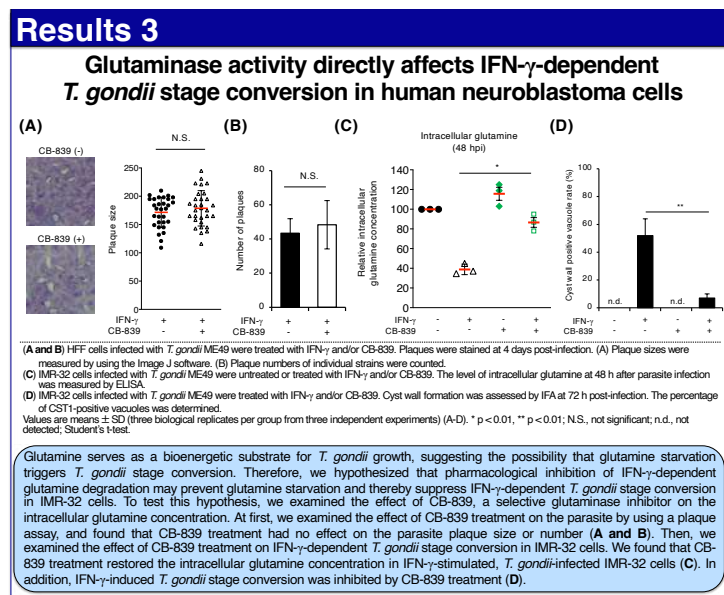 Results 3
Glutaminase activity directly affects IFN-γ-dependent
T. gondii stage conversion in human neuroblastoma cells
(A)
CB-839 (-)
CB-839 (+)
N.S.
Plaque size
250
200
150
100
50
0
IFN-γ + +
CB-839 - +
(B)
N.S.
Number of plaques
80
60
40
20
0
IFN-γ + +
CB-839 - +
(C)
Intracellular glutamine
(48 hpi)
*
Relative intracellular
glutamine concentration
140
120
100
80
60
40
20
0
IFN-γ - + - +
CB-839 - - + +
(D)
Cyst wall positive vacuole rate (%)
100
80
60
40
20
0
**
n.d.
n.d.
IFN-γ - + - +
CB-839 - - + +
(A and B) HFF cells infected with T. gondii ME49 were treated with IFN-γ and/or CB-839. Plaques were stained at 4 days post-infection. (A) Plaque sizes were
measured by using the Image J software. (B) Plaque numbers of individual strains were counted.
(C) IMR-32 cells infected with T. gondii ME49 were untreated or treated with IFN-γ and/or CB-839. The level of intracellular glutamine at 48 h after parasite infection
was measured by ELISA.
(D) IMR-32 cells infected with T. gondii ME49 were treated with IFN-γ and/or CB-839. Cyst wall formation was assessed by IFA at 72 h post-infection. The percentage
of CST1-positive vacuoles was determined.
Values are means ± SD (three biological replicates per group from three independent experiments) (A-D). * p < 0.01, ** p < 0.01; N.S., not significant; n.d., not
detected; Student's t-test.
Glutamine serves as a bioenergetic substrate for T. gondii growth, suggesting the possibility that glutamine starvation
triggers T. gondii stage conversion. Therefore, we hypothesized that pharmacological inhibition of IFN-γ-dependent
glutamine degradation may prevent glutamine starvation and thereby suppress IFN-γ-dependent T. gondii stage conversion
in IMR-32 cells. To test this hypothesis, we examined the effect of CB-839, a selective glutaminase inhibitor on the
intracellular glutamine concentration. At first, we examined the effect of CB-839 treatment on the parasite by using a plaque
assay, and found that CB-839 treatment had no effect on the parasite plaque size or number (A and B). Then, we
examined the effect of CB-839 treatment on IFN-γ-dependent T. gondii stage conversion in IMR-32 cells. We found that CB-
839 treatment restored the intracellular glutamine concentration in IFN-γ-stimulated, T. gondii-infected IMR-32 cells (C). In
addition, IFN-γ-induced T. gondii stage conversion was inhibited by CB-839 treatment (D).